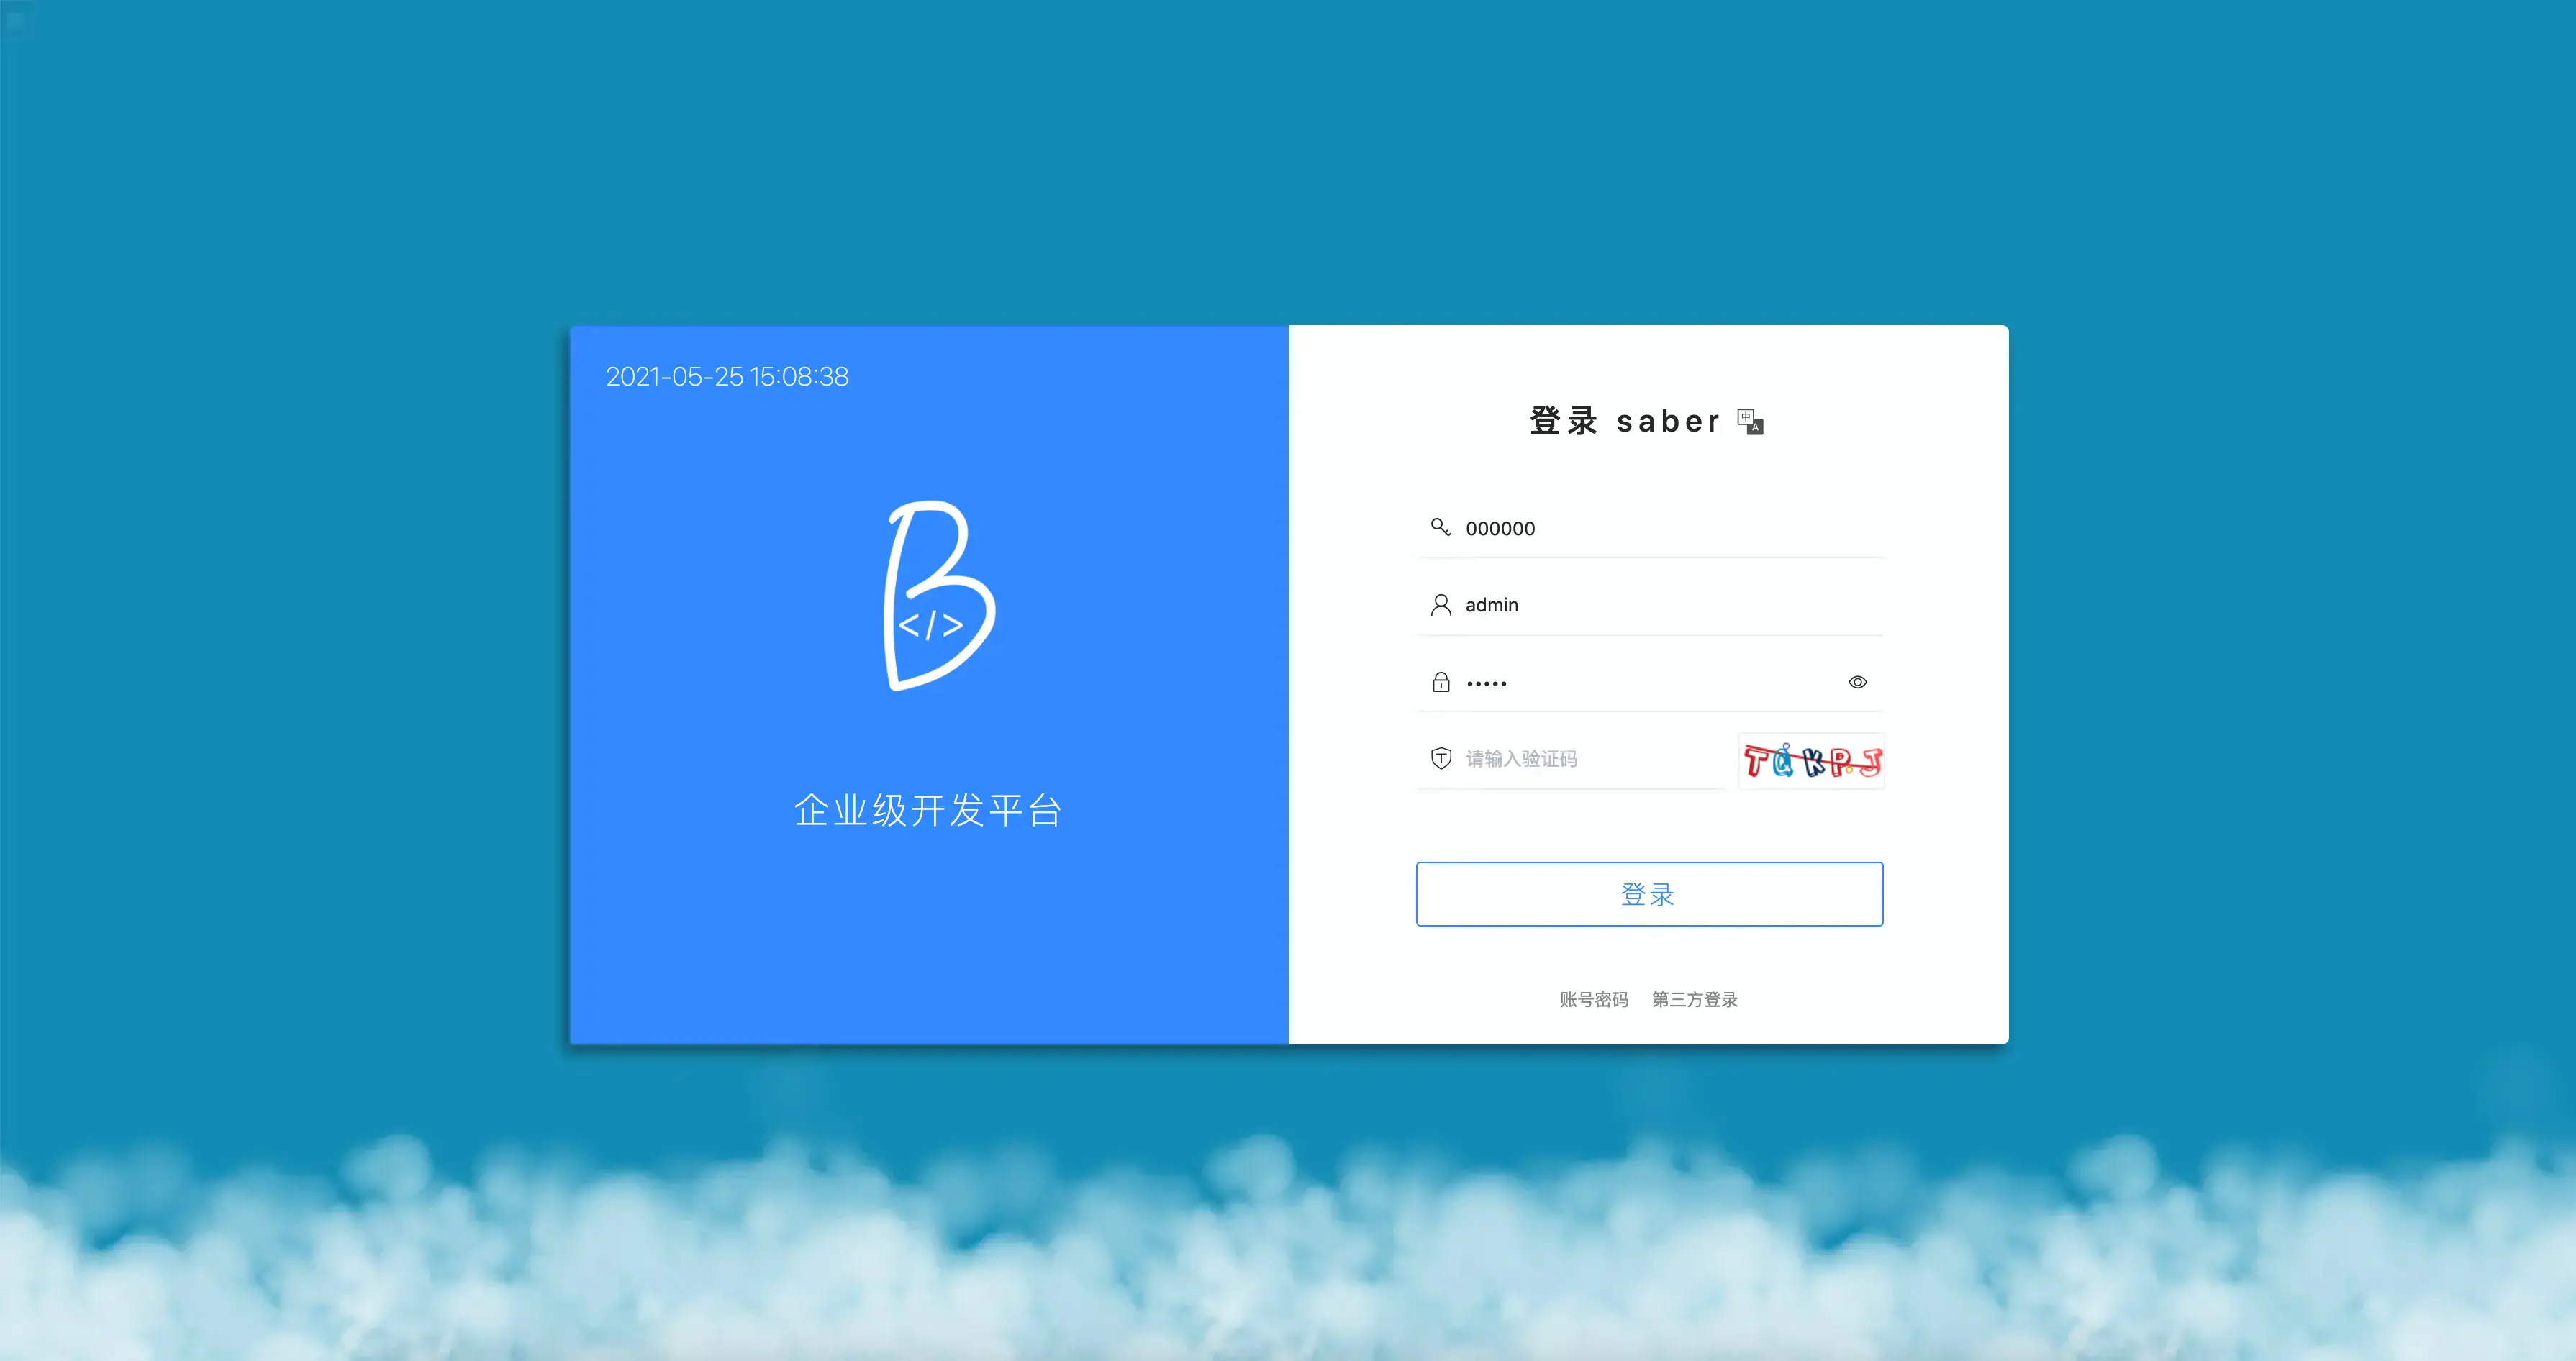 2021-05-25 15:08:38
B
</>
企业级开发平台
登录 saber
000000
admin
•••••
请输入验证码
TQKPJ
登录
账号密码 第三方登录